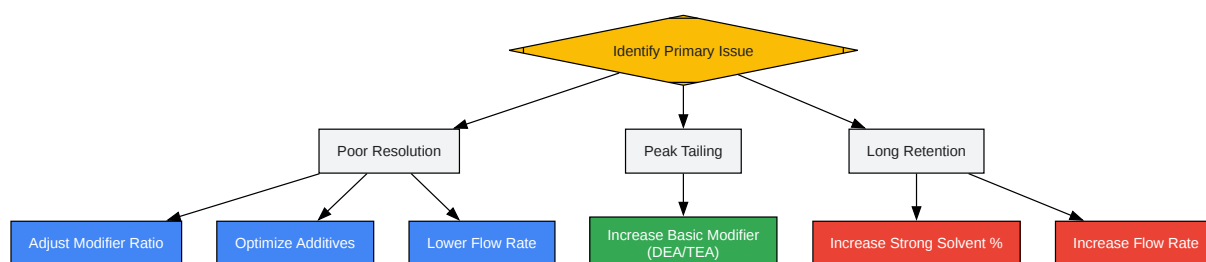 Identify Primary Issue
Poor Resolution
Peak Tailing
Long Retention
Adjust Modifier Ratio
Optimize Additives
Lower Flow Rate
Increase Basic Modifier
(DEA/TEA)
Increase Strong Solvent %
Increase Flow Rate